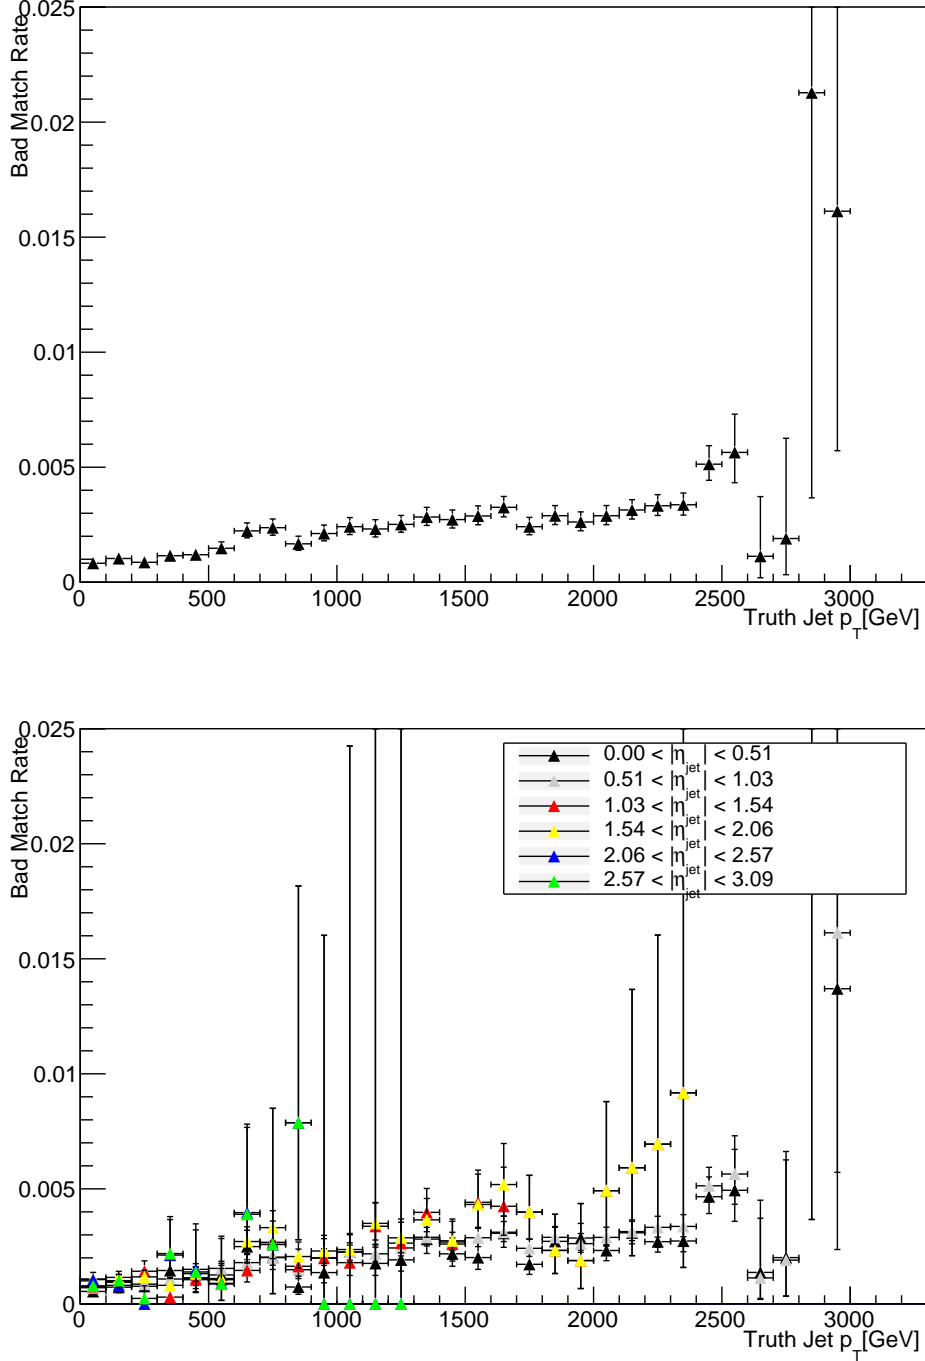 0.025
Bad Match Rate
0.02
0.015
0.01
0.005
0
0 500 1000 1500 2000 2500 3000
Truth Jet p_T[GeV]
0.025
Bad Match Rate
0.02
0.015
0.01
0.005
0
0.00 < |η_jet| < 0.51
0.51 < |η_jet| < 1.03
1.03 < |η_jet| < 1.54
1.54 < |η_jet| < 2.06
2.06 < |η_jet| < 2.57
2.57 < |η_jet| < 3.09
0 500 1000 1500 2000 2500 3000
Truth Jet p_T[GeV]